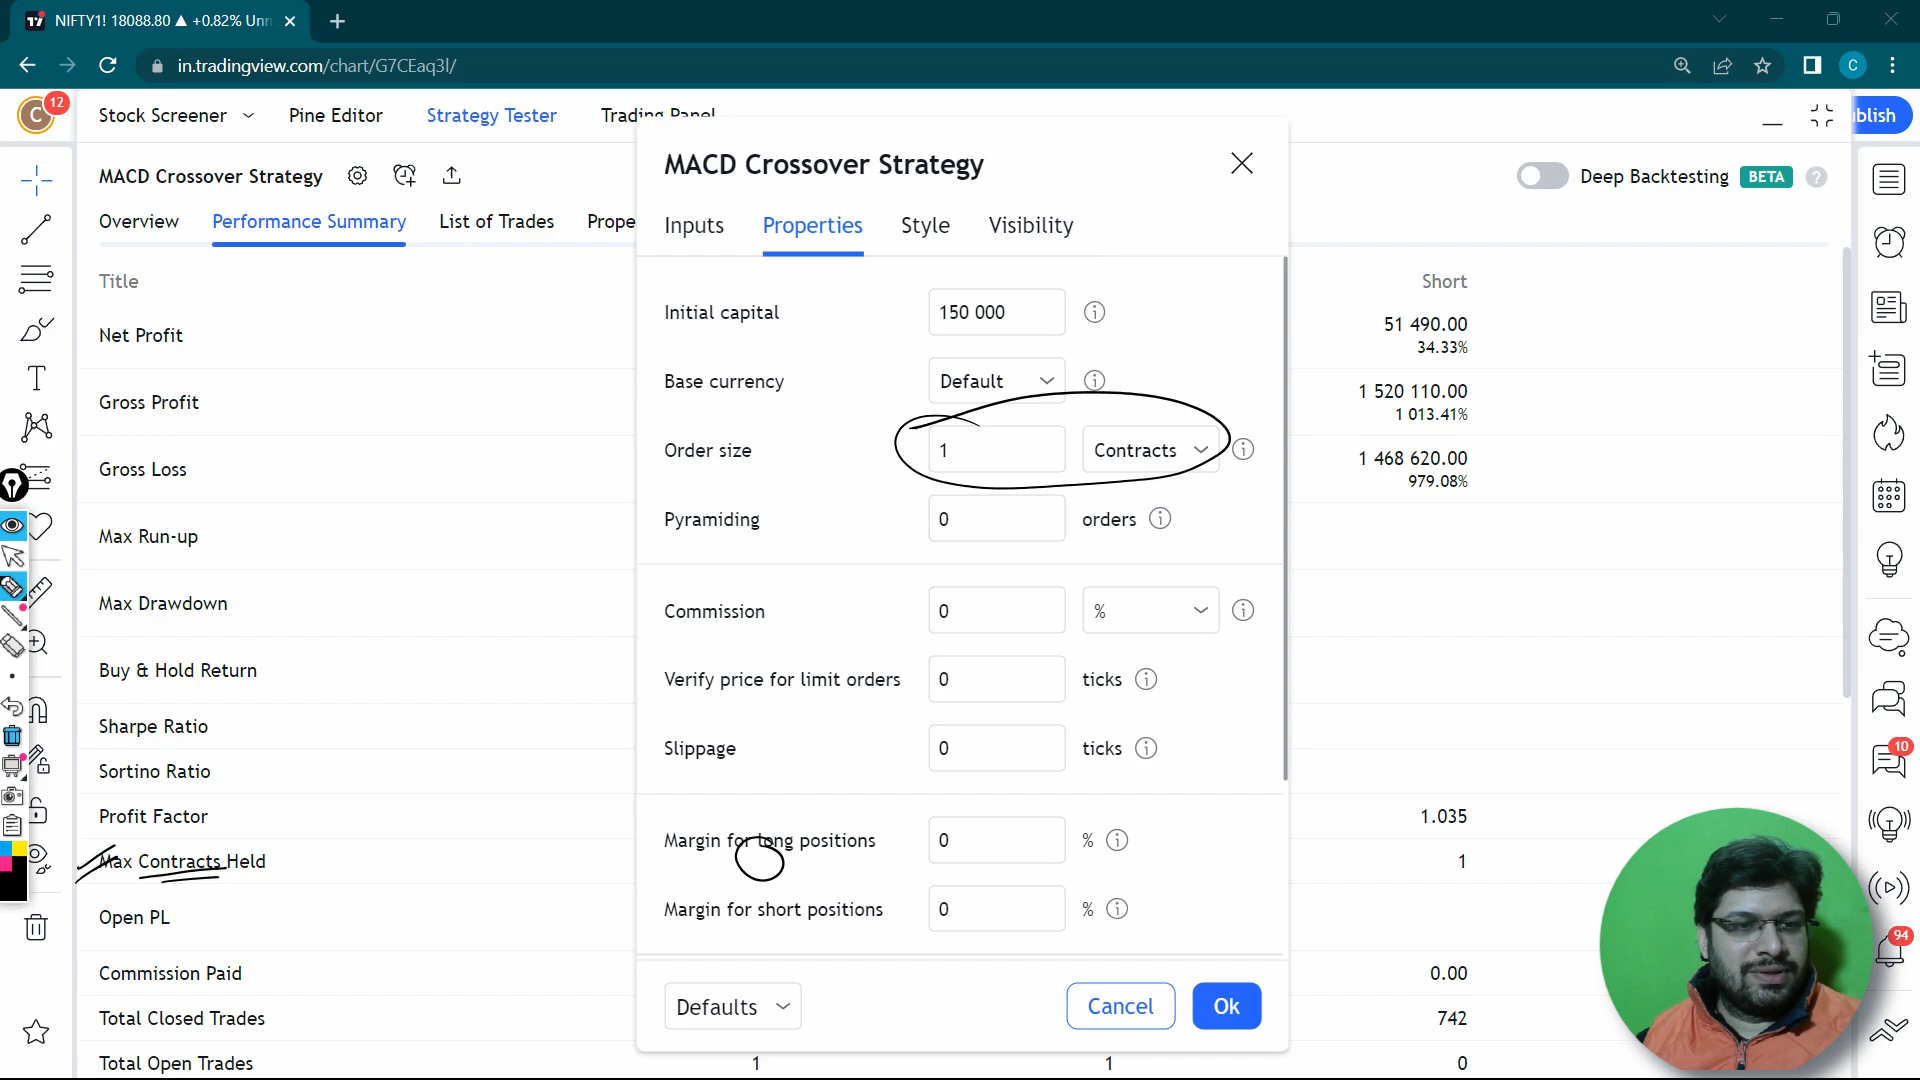 NIFTY1! 18088.80 ▲ +0.82% Unn
in.tradingview.com/chart/G7CEaq3l/
C 12 Stock Screener Pine Editor Strategy Tester Trading Panel blish
MACD Crossover Strategy Deep Backtesting BETA
Overview Performance Summary List of Trades Prope
MACD Crossover Strategy
Inputs Properties Style Visibility
Title Short
Net Profit 51 490.00
34.33%
Gross Profit 1 520 110.00
1 013.41%
Gross Loss 1 468 620.00
979.08%
Max Run-up
Max Drawdown
Buy & Hold Return
Sharpe Ratio
Sortino Ratio
Profit Factor 1.035
Max Contracts Held 1
Open PL
Commission Paid 0.00
Total Closed Trades 742
Total Open Trades 1 1 0
Initial capital 150 000
Base currency Default
Order size 1 Contracts
Pyramiding 0 orders
Commission 0 %
Verify price for limit orders 0 ticks
Slippage 0 ticks
Margin for long positions 0 %
Margin for short positions 0 %
Defaults Cancel Ok
C
10
94